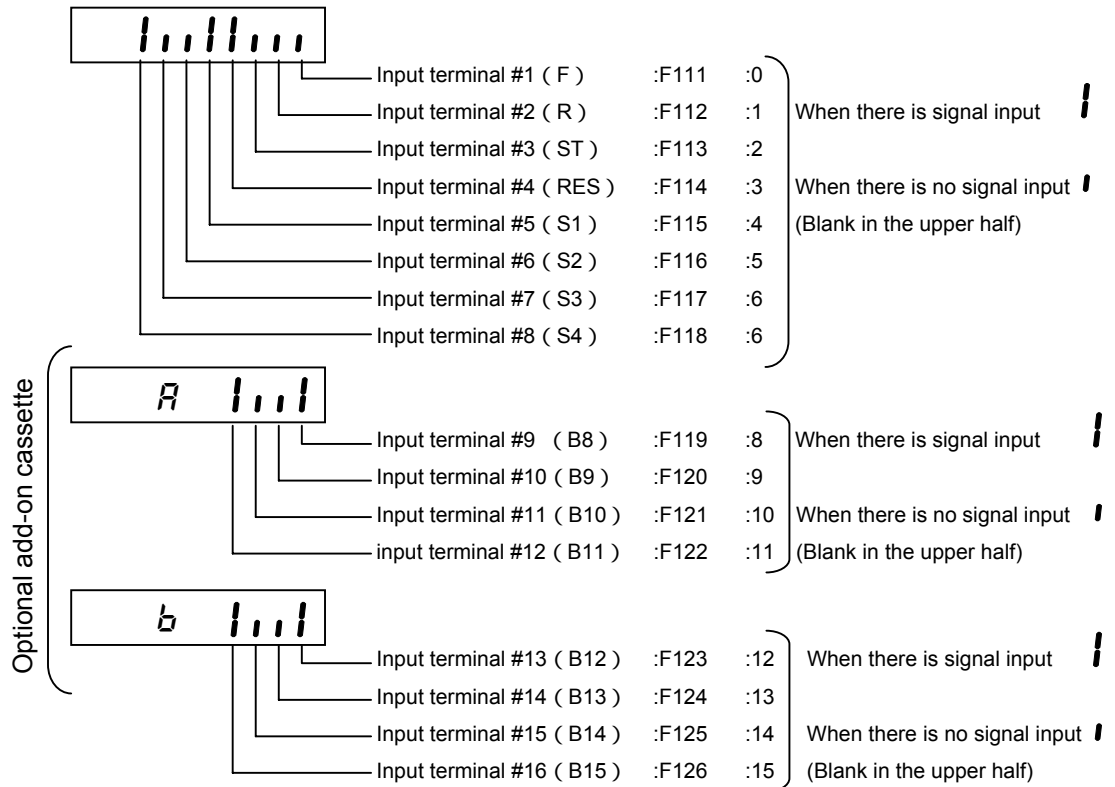 Input terminal #1 ( F ) :F111 :0
Input terminal #2 ( R ) :F112 :1 When there is signal input
Input terminal #3 ( ST ) :F113 :2
Input terminal #4 ( RES ) :F114 :3 When there is no signal input
Input terminal #5 ( S1 ) :F115 :4 (Blank in the upper half)
Input terminal #6 ( S2 ) :F116 :5
Input terminal #7 ( S3 ) :F117 :6
Input terminal #8 ( S4 ) :F118 :6
Optional add-on cassette
A
Input terminal #9 ( B8 ) :F119 :8 When there is signal input
Input terminal #10 ( B9 ) :F120 :9
Input terminal #11 ( B10 ) :F121 :10 When there is no signal input
input terminal #12 ( B11 ) :F122 :11 (Blank in the upper half)
b
Input terminal #13 ( B12 ) :F123 :12 When there is signal input
Input terminal #14 ( B13 ) :F124 :13
Input terminal #15 ( B14 ) :F125 :14 When there is no signal input
Input terminal #16 ( B15 ) :F126 :15 (Blank in the upper half)